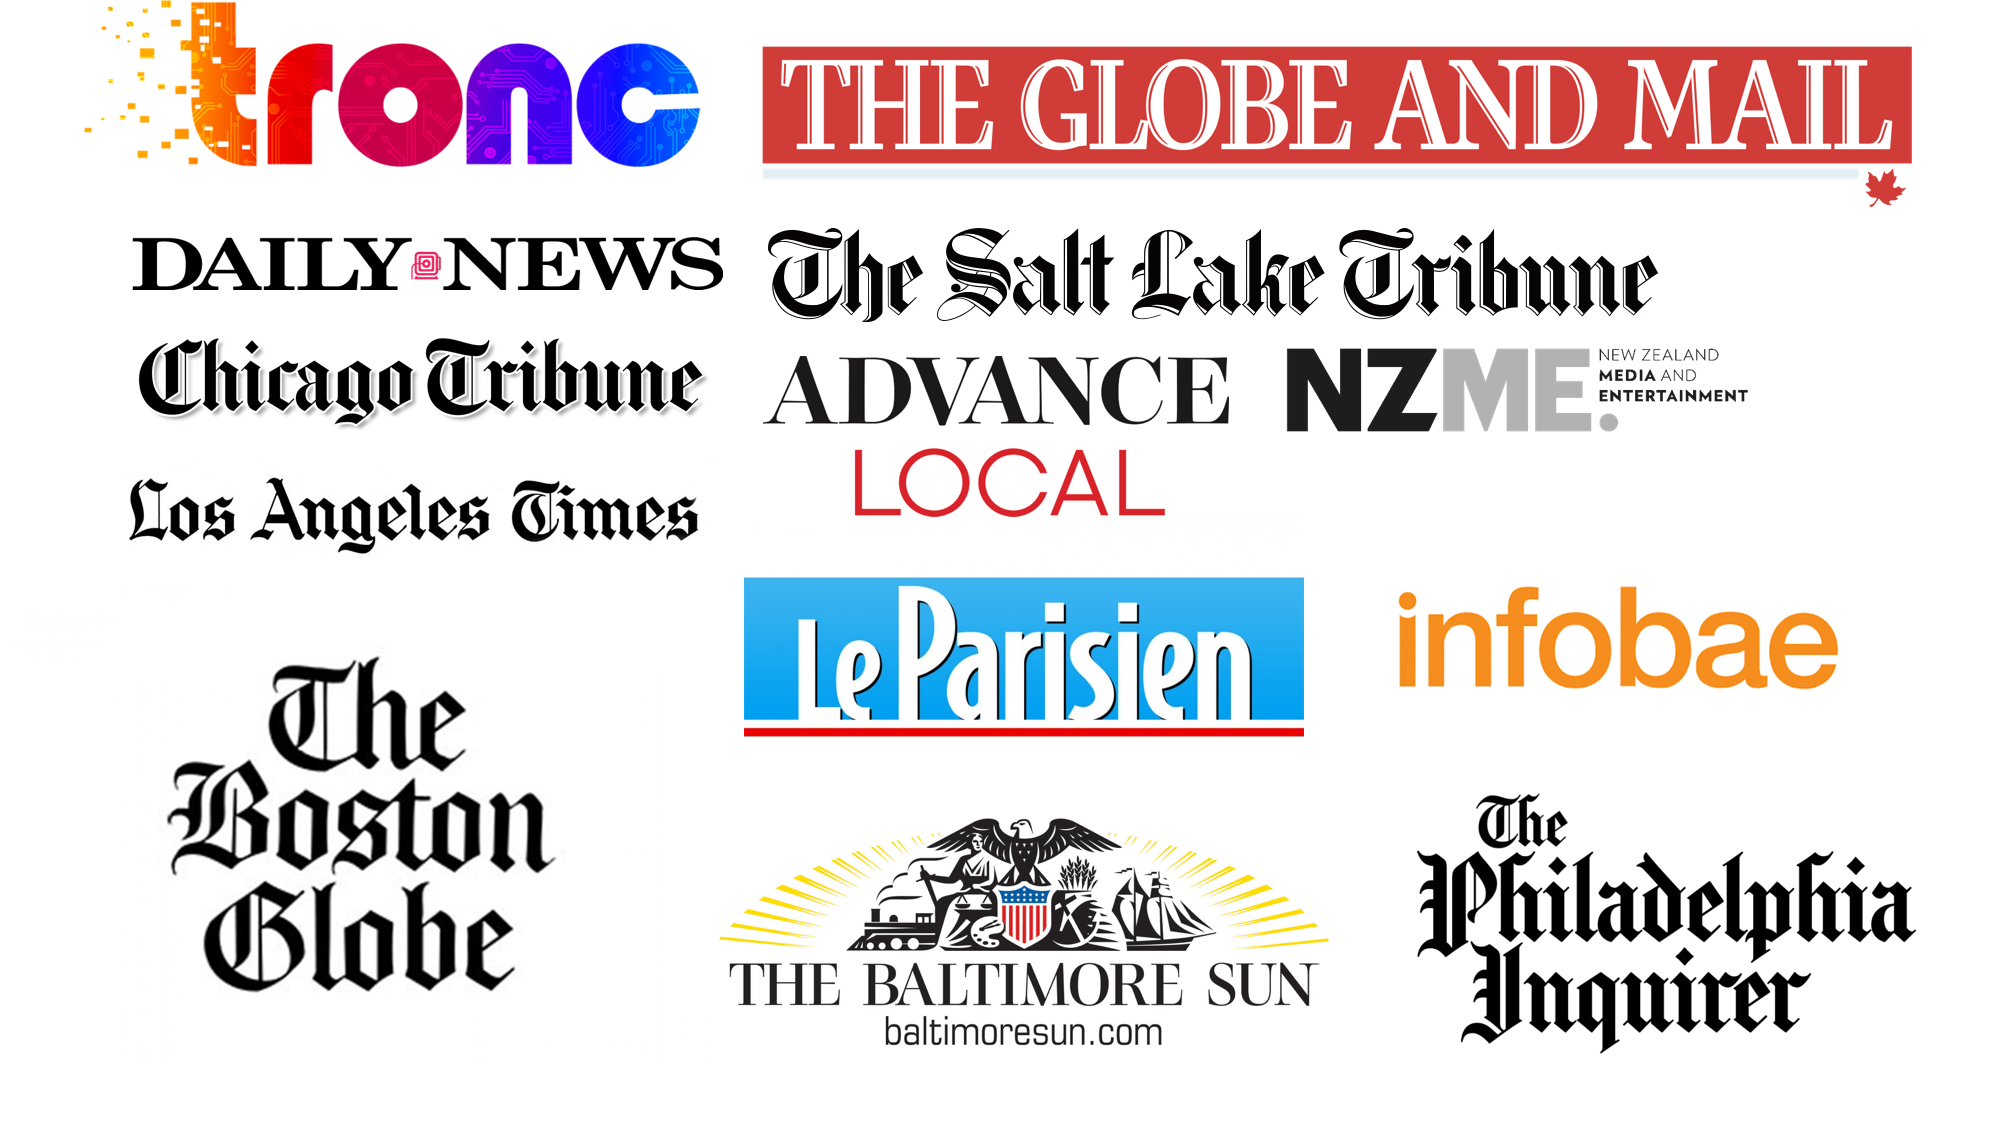 tronc
THE GLOBE AND MAIL
DAILY NEWS
The Salt Lake Tribune
Chicago Tribune
ADVANCE
LOCAL
NZME.
NEW ZEALAND
MEDIA AND
ENTERTAINMENT
Los Angeles Times
Le Parisien
infobae
The
Boston
Globe
THE BALTIMORE SUN
baltimoresun.com
The
Philadelphia
Inquirer